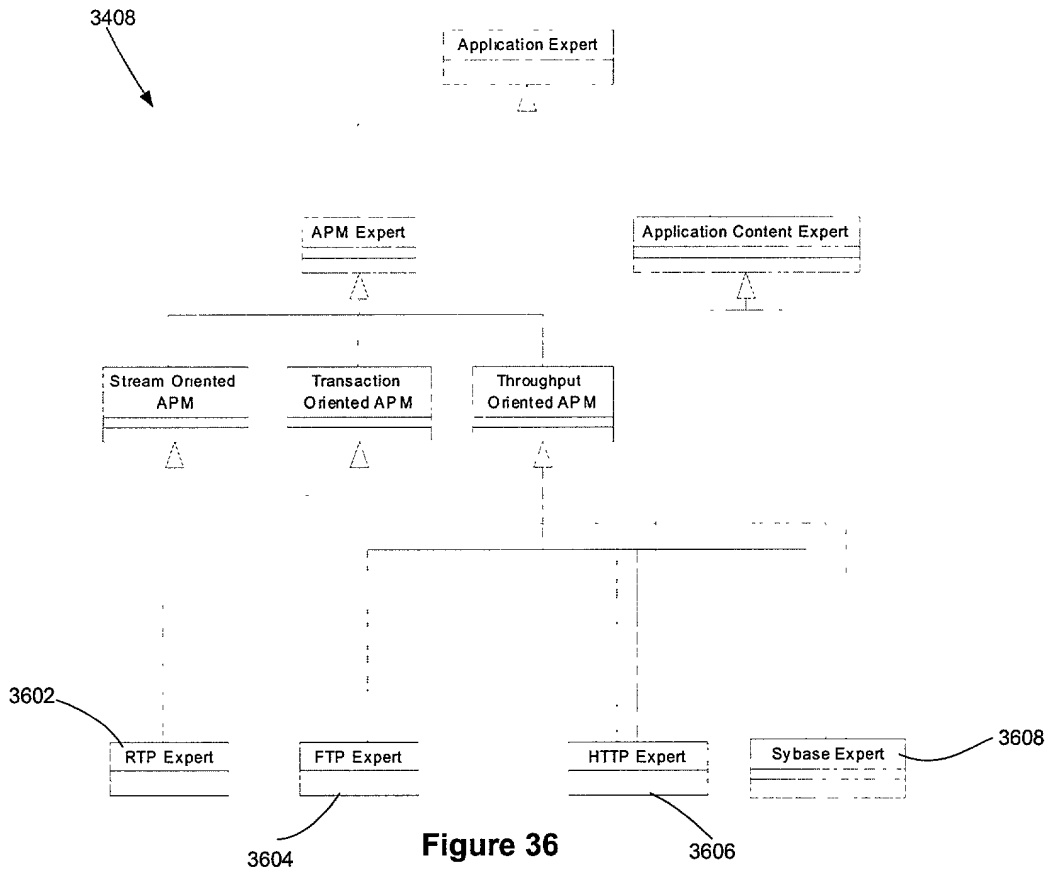 3408
Application Expert
APM Expert
Application Content Expert
Stream Oriented
APM
Transaction
Oriented APM
Throughput
Oriented APM
3602
RTP Expert
FTP Expert
HTTP Expert
Sybase Expert
3608
3604
Figure 36
3606